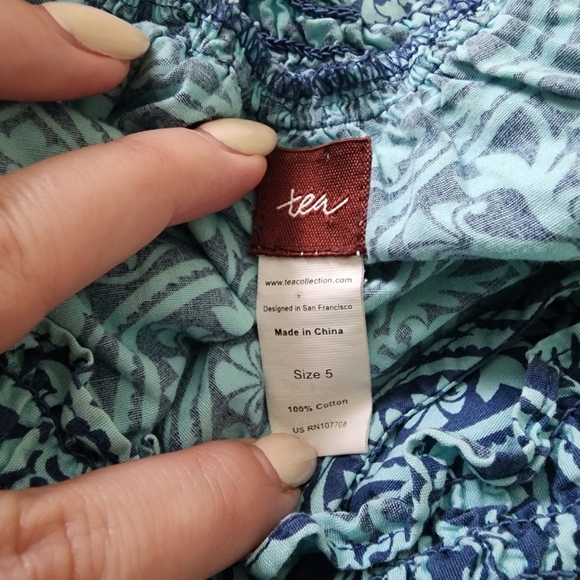 tea
www.teacollection.com
Designed in San Francisco
Made in China
Size 5
100% Cotton
US RN107708